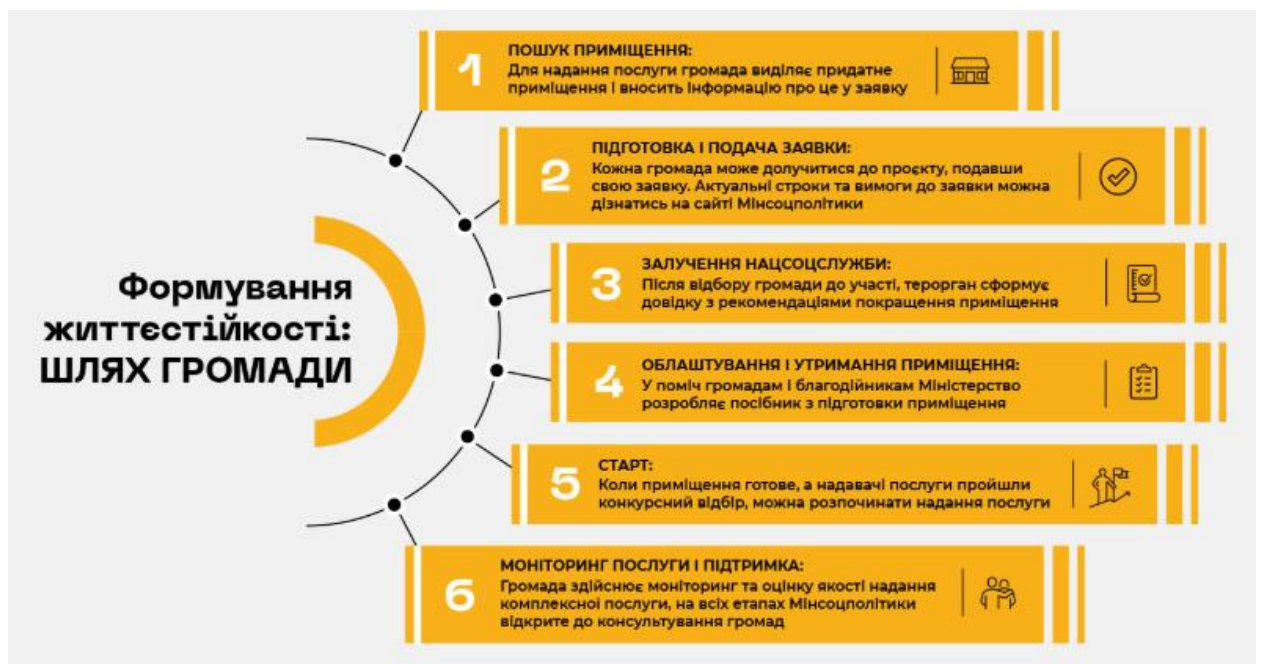 Формування
життєстійкості:
ШЛЯХ ГРОМАДИ
1
ПОШУК ПРИМІЩЕННЯ:
Для надання послуги громада виділяє придатне
приміщення і вносить інформацію про це у заявку
2
ПІДГОТОВКА І ПОДАЧА ЗАЯВКИ:
Кожна громада може долучитися до проєкту, подавши
свою заявку. Актуальні строки та вимоги до заявки можна
дізнатись на сайті Мінсоцполітики
3
ЗАЛУЧЕННЯ НАЦСОЦСЛУЖБИ:
Після відбору громади до участі, терорган сформує
довідку з рекомендаціями покращення приміщення
4
ОБЛАШТУВАННЯ І УТРИМАННЯ ПРИМІЩЕННЯ:
У поміч громадам і благодійникам Міністерство
розробляє посібник з підготовки приміщення
5
СТАРТ:
Коли приміщення готове, а надавачі послуги пройшли
конкурсний відбір, можна розпочинати надання послуги
6
МОНІТОРИНГ ПОСЛУГИ І ПІДТРИМКА:
Громада здійснює моніторинг та оцінку якості надання
комплексної послуги, на всіх етапах Мінсоцполітики
відкрите до консультування громад